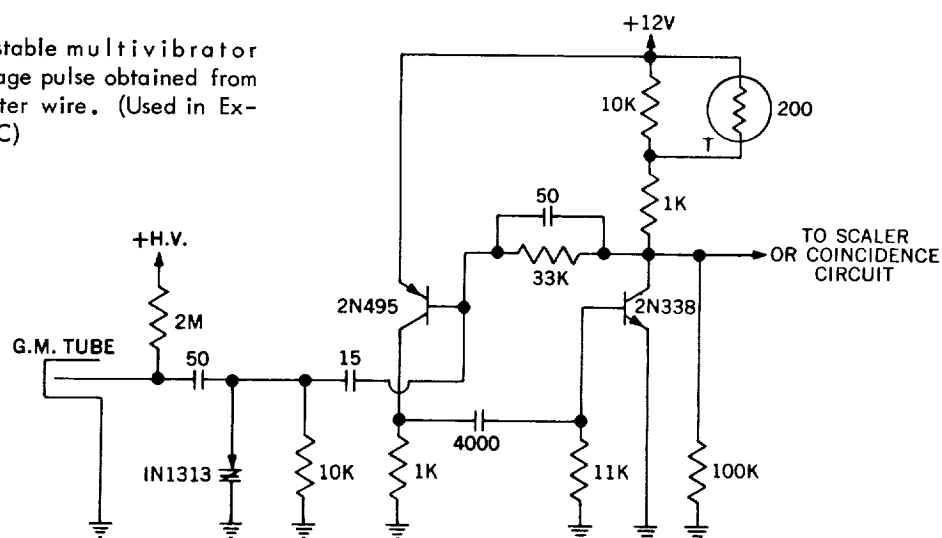 stable multivibrator
age pulse obtained from
ter wire. (Used in Ex-
C)
+12V
10K
200
T
1K
50
33K
TO SCALER
OR COINCIDENCE
CIRCUIT
+H.V.
2M
2N495
2N338
G.M. TUBE
50
15
4000
IN1313
10K
1K
11K
100K